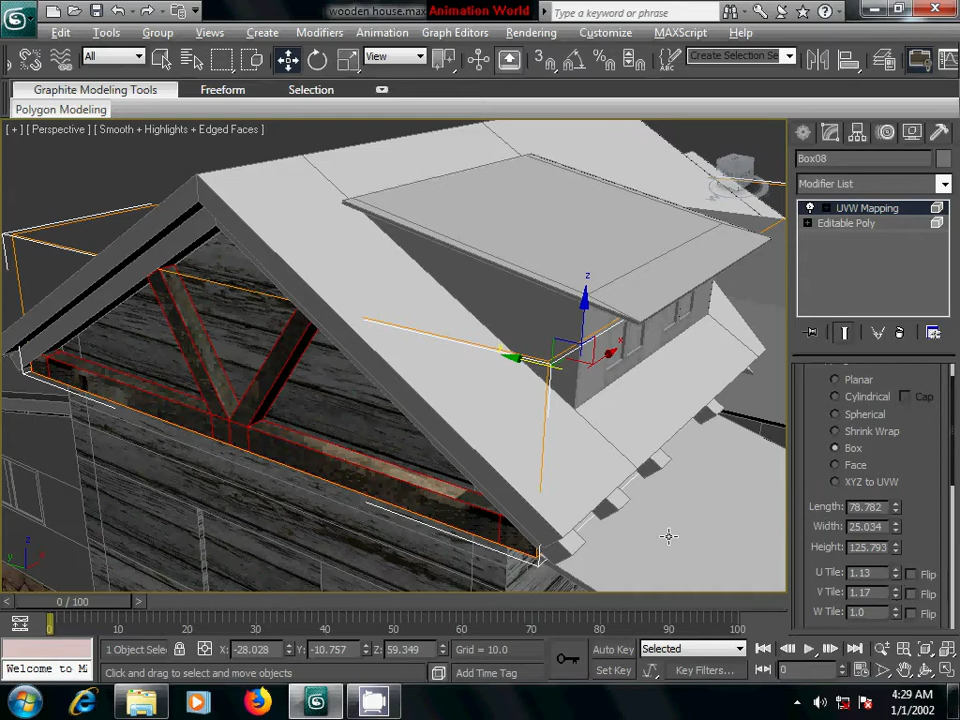 wooden house.max Animation World Type a keyword or phrase
Edit Tools Group Views Create Modifiers Animation Graph Editors Rendering Customize MAXScript Help
All View 3 Create Selection Se
Graphite Modeling Tools Freeform Selection
Polygon Modeling
[ + ] [ Perspective ] [ Smooth + Highlights + Edged Faces ]
Box08
Modifier List
UVW Mapping
Editable Poly
Planar
Cylindrical Cap
Spherical
Shrink Wrap
Box
Face
XYZ to UVW
Length: 78.782
Width: 25.034
Height: 125.793
U Tile: 1.13 Flip
V Tile: 1.17 Flip
W Tile: 1.0 Flip
z
x
z
y
0 / 100
0 10 20 30 40 50 60 70 80 90 100
1 Object Selec X: -28.028 Y: -10.757 Z: 59.349 Grid = 10.0 Auto Key Selected
Welcome to M Click and drag to select and move objects Add Time Tag Set Key Key Filters... 0
4:29 AM
1/1/2002